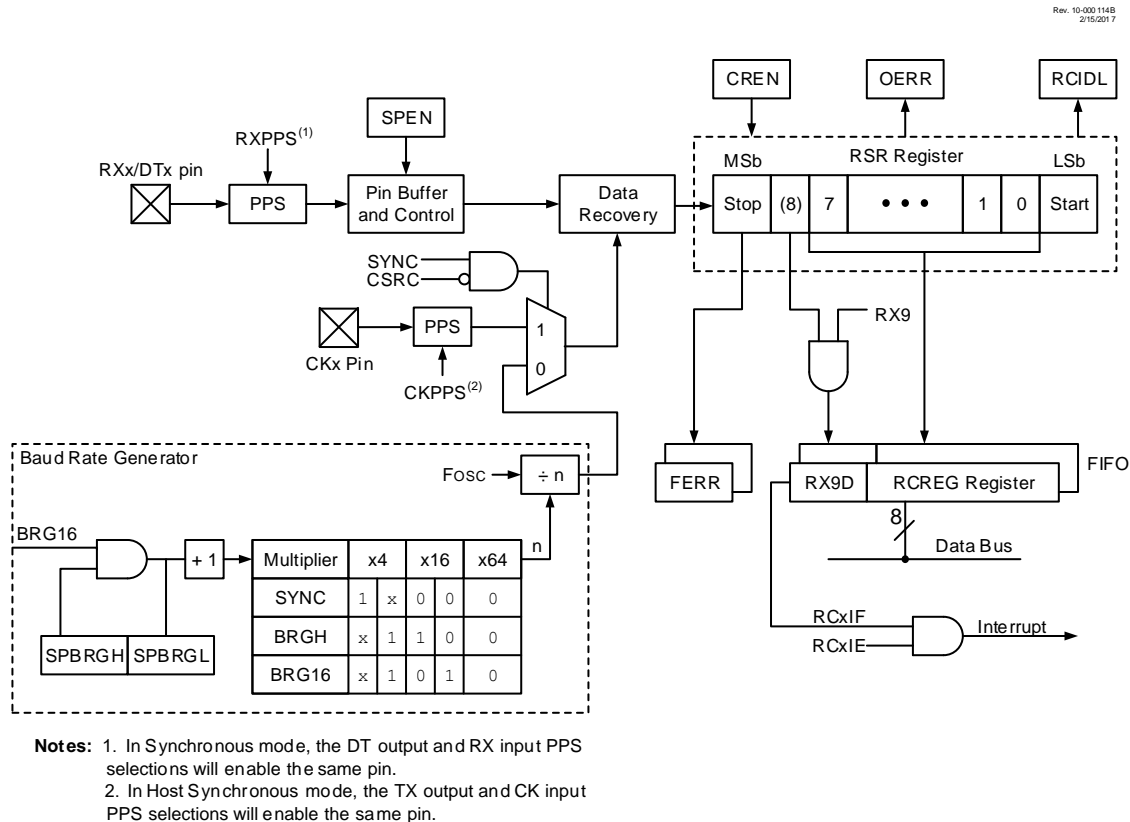 Rev. 10-000114B
2/15/2017
CREN
OERR
RCIDL
SPEN
RXPPS(1)
RXx/DTx pin
MSb
RSR Register
LSb
PPS
Pin Buffer
and Control
Data
Recovery
Stop
(8)
7
• • •
1
0
Start
SYNC
CSRC
RX9
PPS
1
0
CKx Pin
CKPPS(2)
Baud Rate Generator
FOSC
÷ n
FERR
RX9D
RCREG Register
FIFO
8
Data Bus
BRG16
+ 1
n
Multiplier x4 x16 x64
SYNC 1 x 0 0 0
BRGH x 1 1 0 0
BRG16 x 1 0 1 0
SPBRGH
SPBRGL
RCxIF
RCxIE
Interrupt
Notes: 1. In Synchronous mode, the DT output and RX input PPS
selections will enable the same pin.
2. In Host Synchronous mode, the TX output and CK input
PPS selections will enable the same pin.